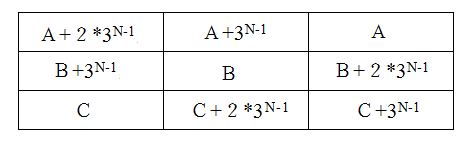 A + 2 *3ᴺ⁻¹ A +3ᴺ⁻¹ A
B +3ᴺ⁻¹ B B + 2 *3ᴺ⁻¹
C C + 2 *3ᴺ⁻¹ C +3ᴺ⁻¹